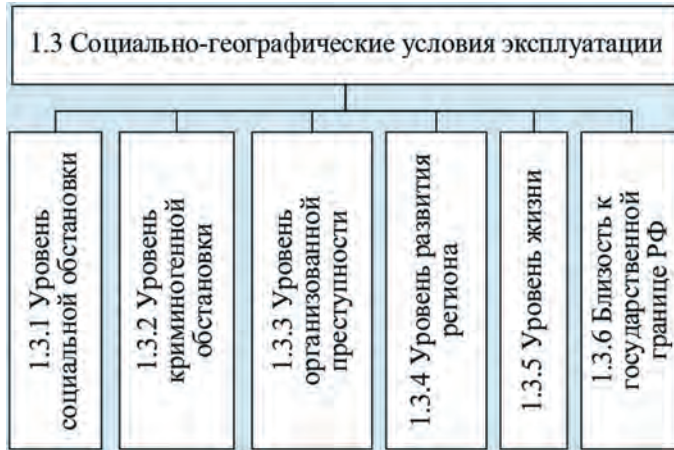 1.3 Социально-географические условия эксплуатации
1.3.1 Уровень
социальной обстановки
1.3.2 Уровень
криминогенной
обстановки
1.3.3 Уровень
организованной
преступности
1.3.4 Уровень развития
региона
1.3.5 Уровень жизни
1.3.6 Близость к
государственной
границе РФ